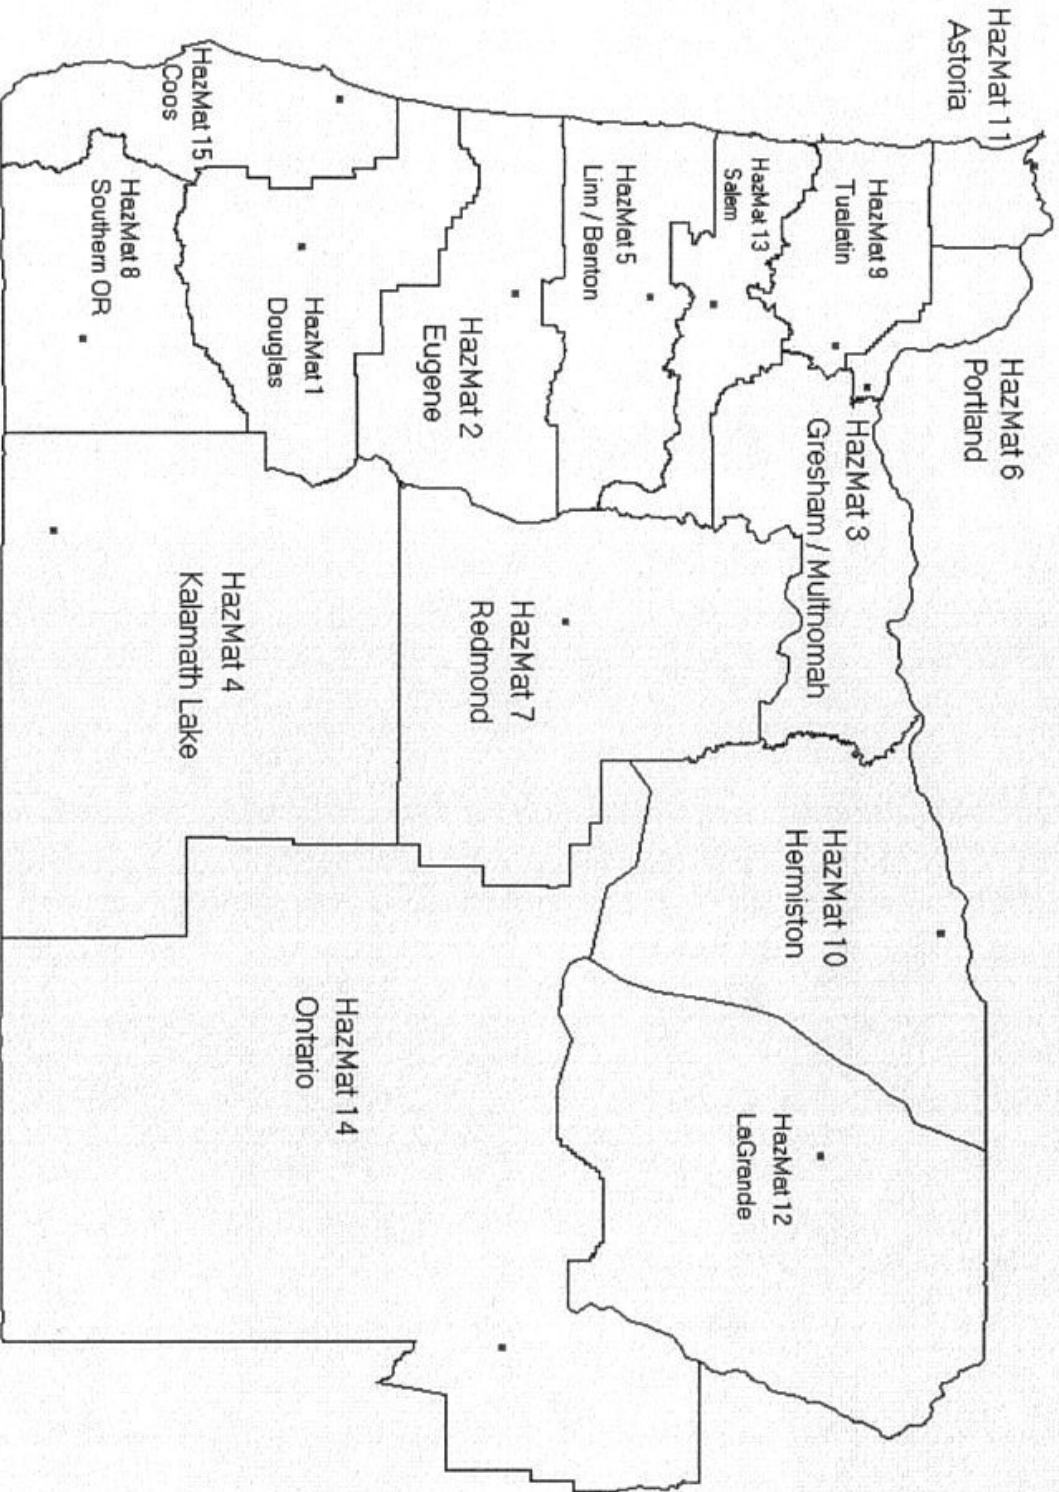 HazMat 11
Astoria
HazMat 6
Portland
HazMat 9
Tualatin
HazMat 3
Gresham / Multnomah
HazMat 13
Salem
HazMat 10
Hermiston
HazMat 12
LaGrande
HazMat 5
Linn / Benton
HazMat 2
Eugene
HazMat 7
Redmond
HazMat 14
Ontario
HazMat 1
Douglas
HazMat 15
Coos
HazMat 4
Kalamath Lake
HazMat 8
Southern OR